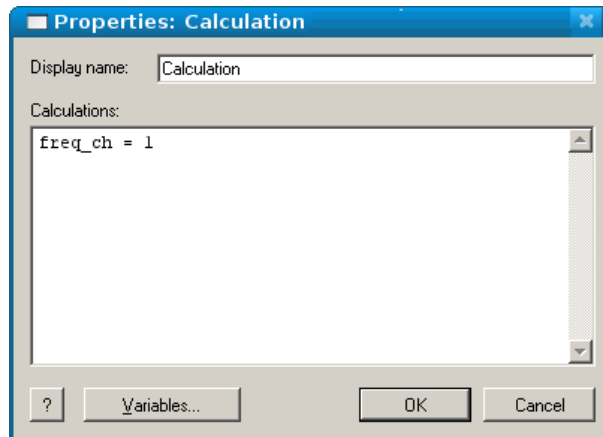 Properties: Calculation
Display name: Calculation
Calculations:
freq_ch = 1
? Variables... OK Cancel